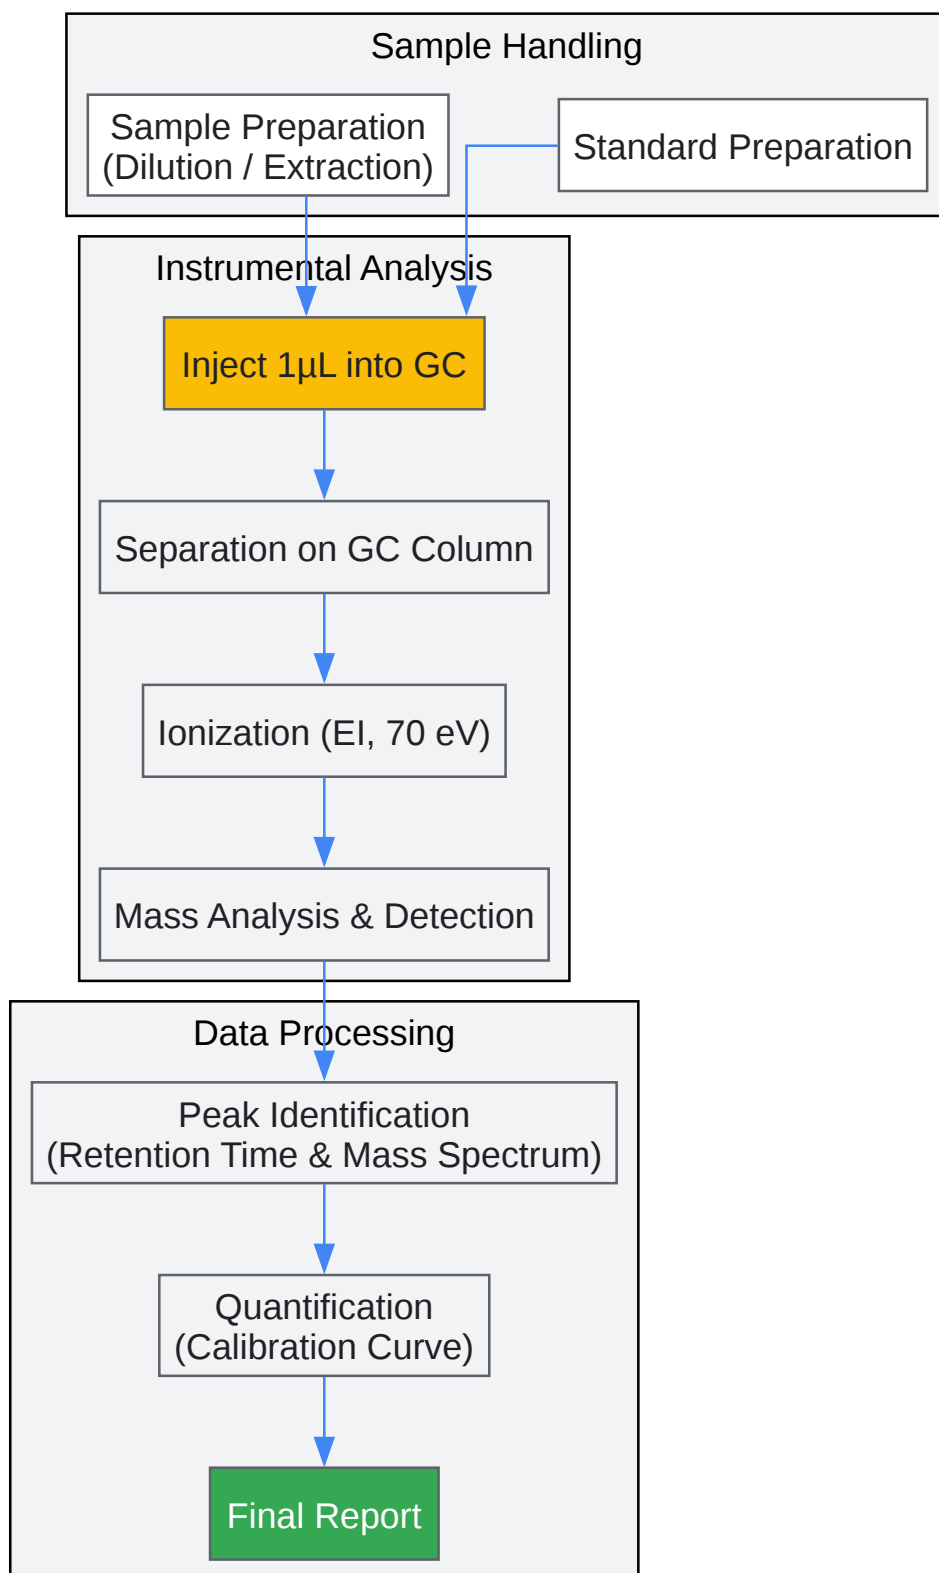 Sample Handling
Sample Preparation
(Dilution / Extraction)
Standard Preparation
Instrumental Analysis
Inject 1µL into GC
Separation on GC Column
Ionization (EI, 70 eV)
Mass Analysis & Detection
Data Processing
Peak Identification
(Retention Time & Mass Spectrum)
Quantification
(Calibration Curve)
Final Report